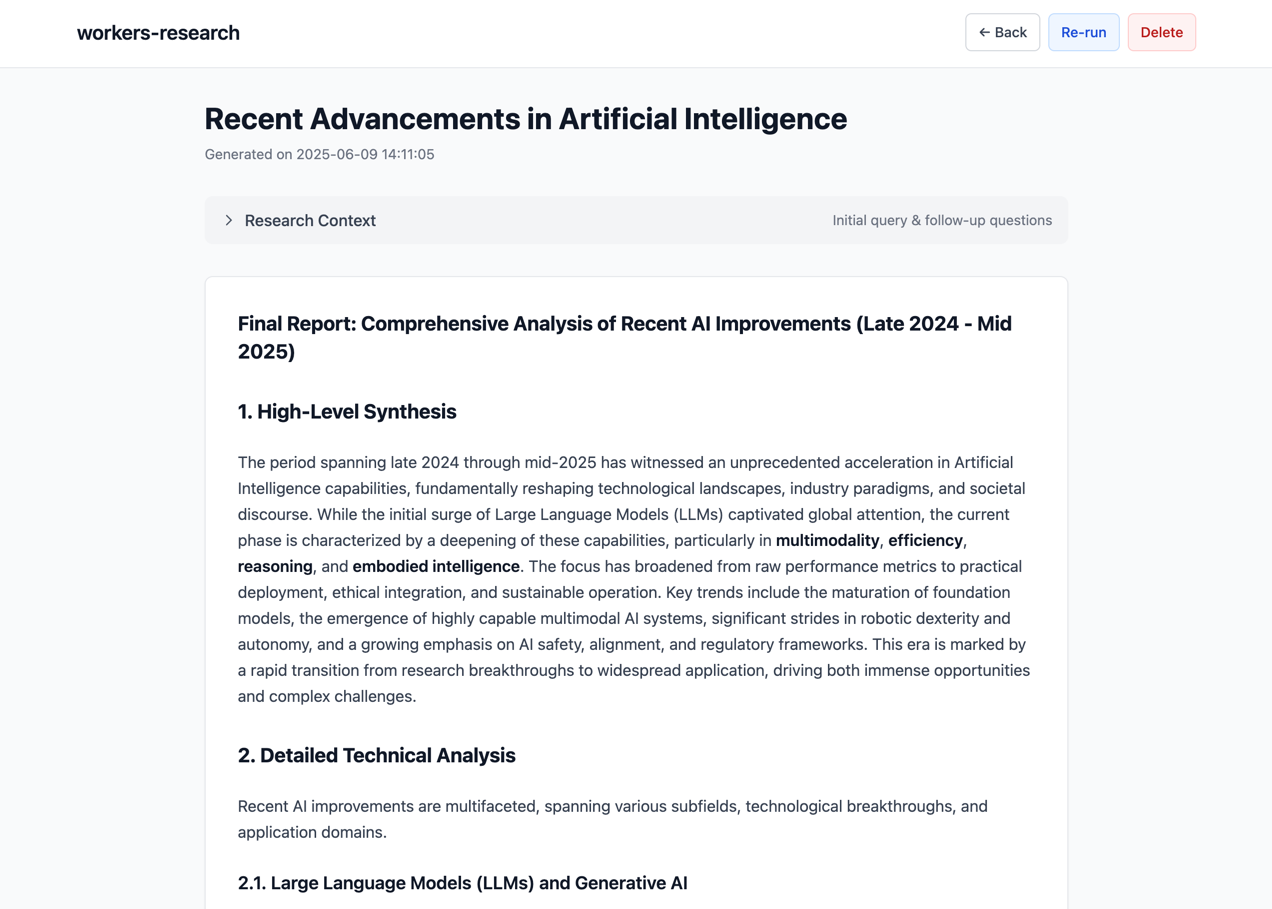 workers-research
← Back
Re-run
Delete
Recent Advancements in Artificial Intelligence
Generated on 2025-06-09 14:11:05
Research Context
Initial query & follow-up questions
Final Report: Comprehensive Analysis of Recent AI Improvements (Late 2024 - Mid
2025)
1. High-Level Synthesis
The period spanning late 2024 through mid-2025 has witnessed an unprecedented acceleration in Artificial
Intelligence capabilities, fundamentally reshaping technological landscapes, industry paradigms, and societal
discourse. While the initial surge of Large Language Models (LLMs) captivated global attention, the current
phase is characterized by a deepening of these capabilities, particularly in multimodality, efficiency,
reasoning, and embodied intelligence. The focus has broadened from raw performance metrics to practical
deployment, ethical integration, and sustainable operation. Key trends include the maturation of foundation
models, the emergence of highly capable multimodal AI systems, significant strides in robotic dexterity and
autonomy, and a growing emphasis on AI safety, alignment, and regulatory frameworks. This era is marked by
a rapid transition from research breakthroughs to widespread application, driving both immense opportunities
and complex challenges.
2. Detailed Technical Analysis
Recent AI improvements are multifaceted, spanning various subfields, technological breakthroughs, and
application domains.
2.1. Large Language Models (LLMs) and Generative AI